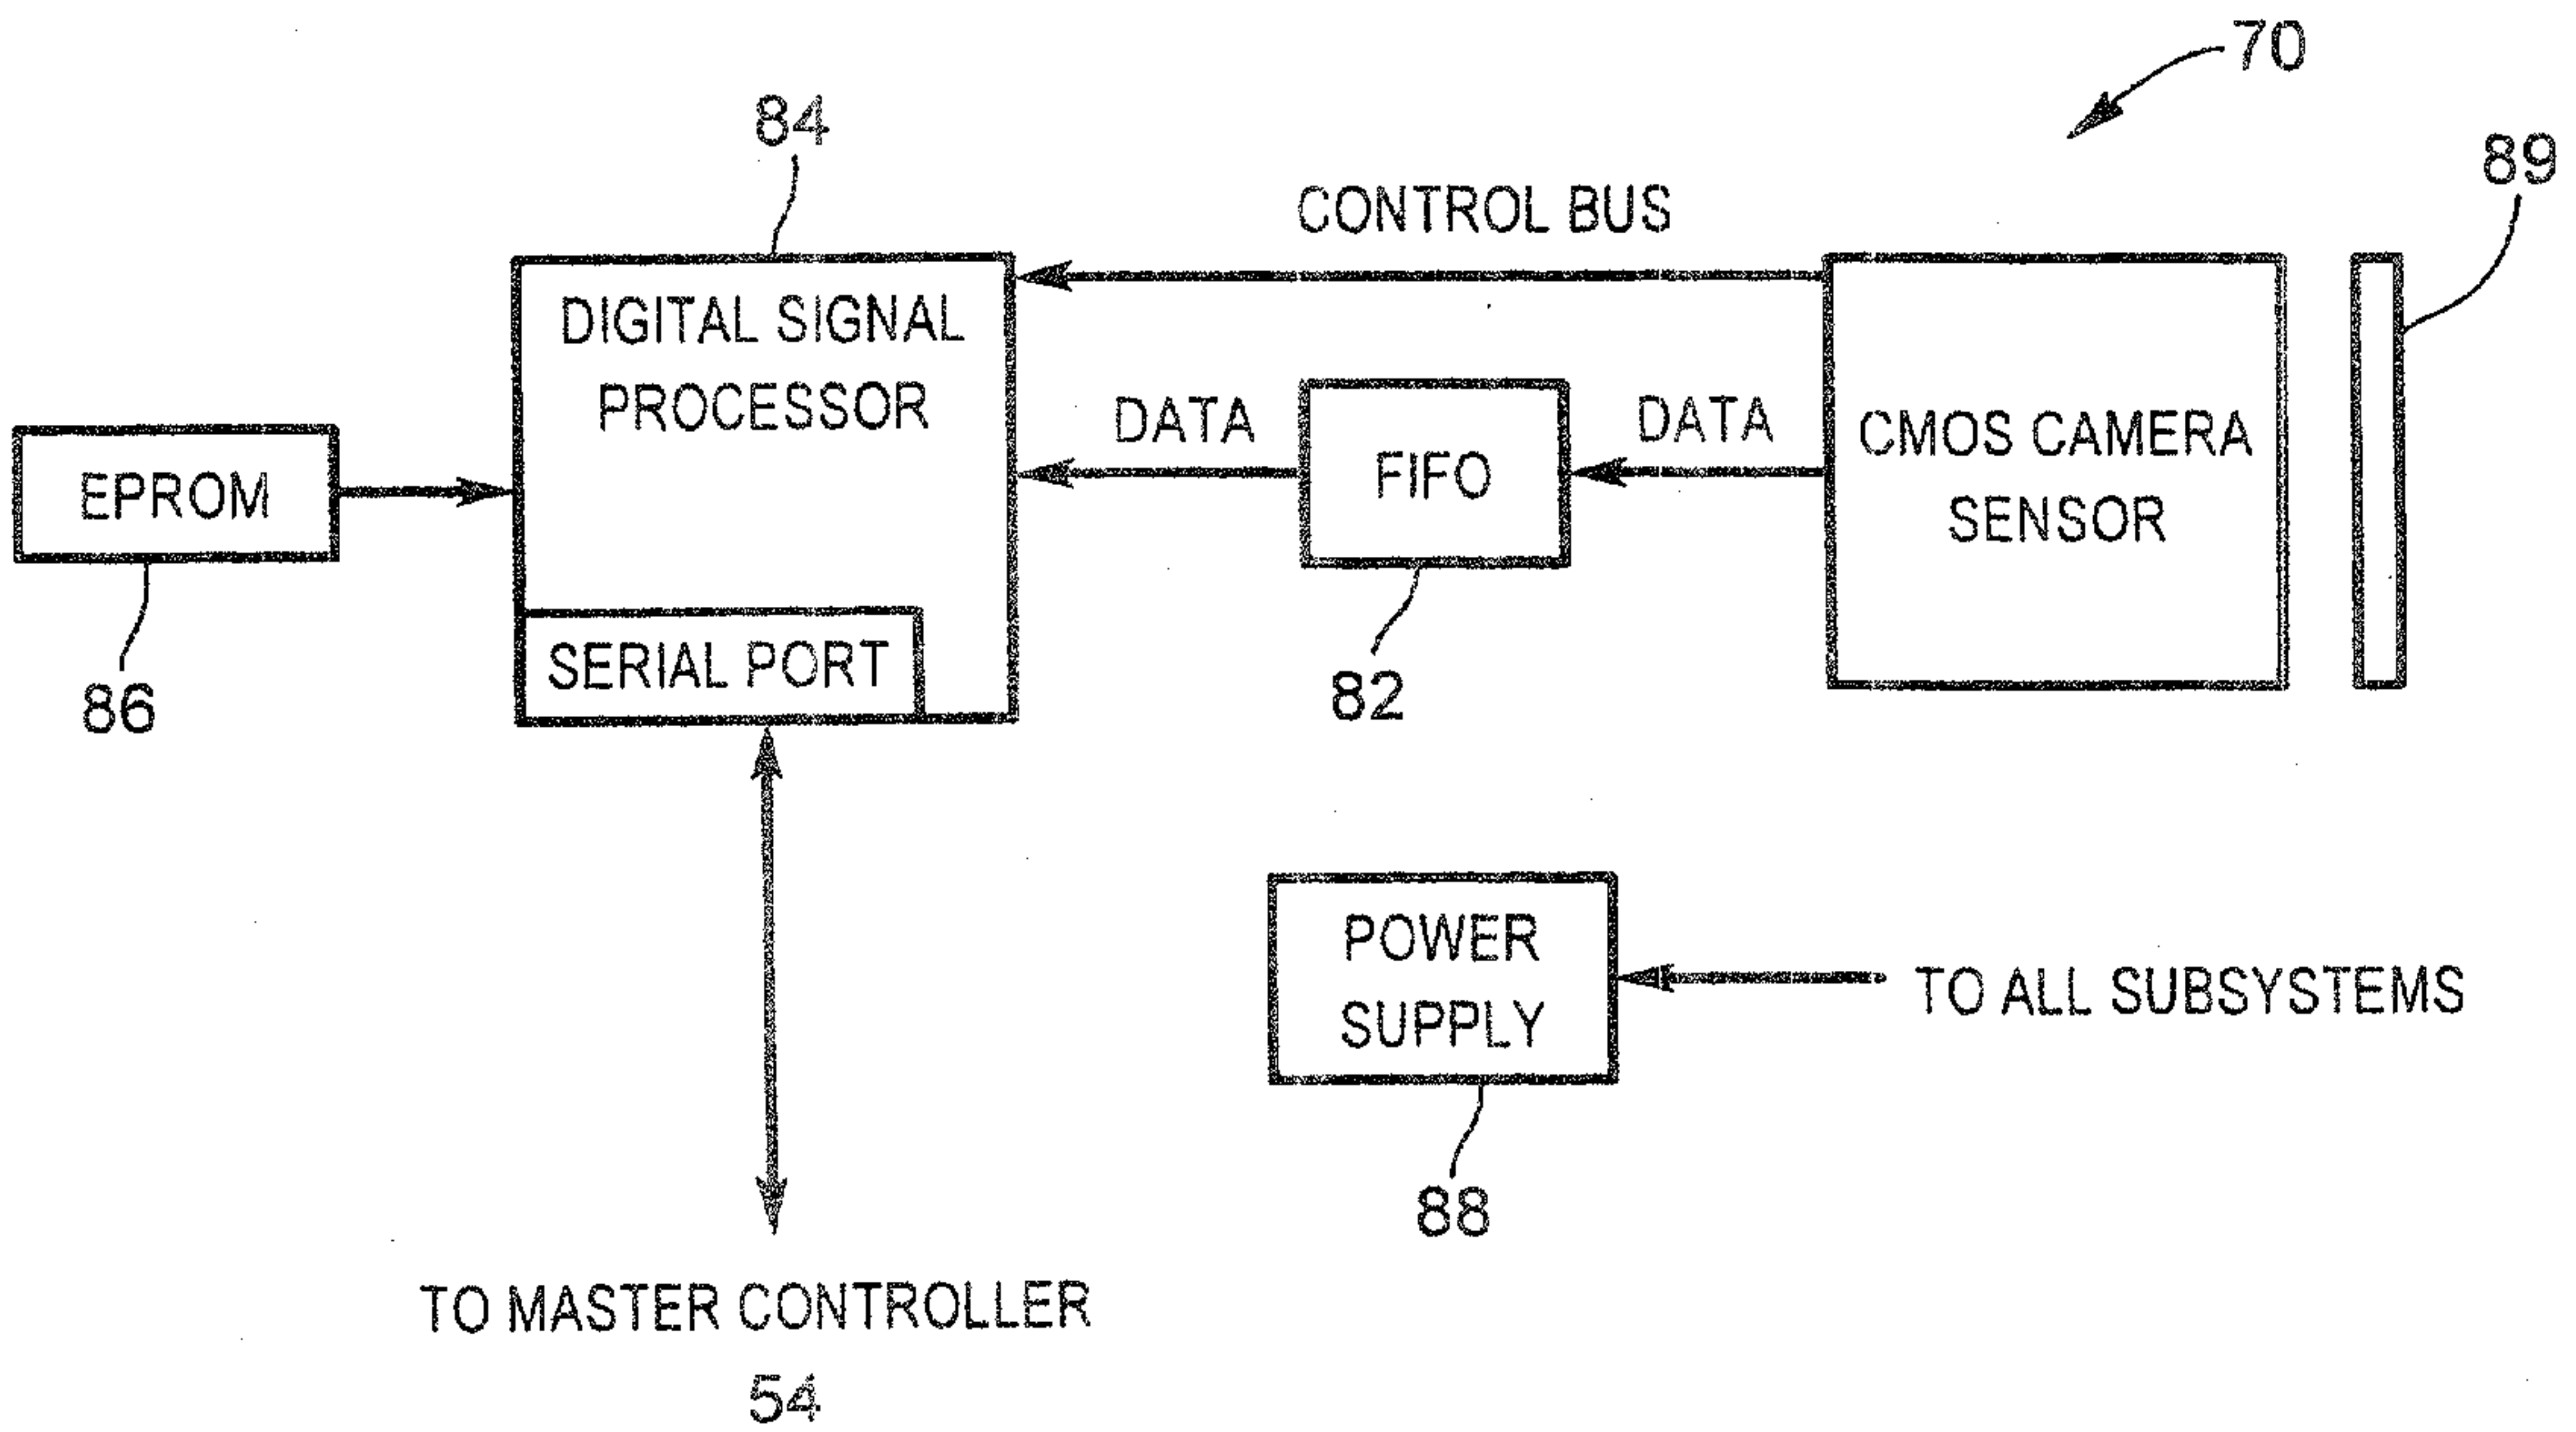 70
84
89
CONTROL BUS
DIGITAL SIGNAL
PROCESSOR
DATA
DATA
FIFO
CMOS CAMERA
SENSOR
EPROM
SERIAL PORT
86
82
POWER
SUPPLY
TO ALL SUBSYSTEMS
88
TO MASTER CONTROLLER
54